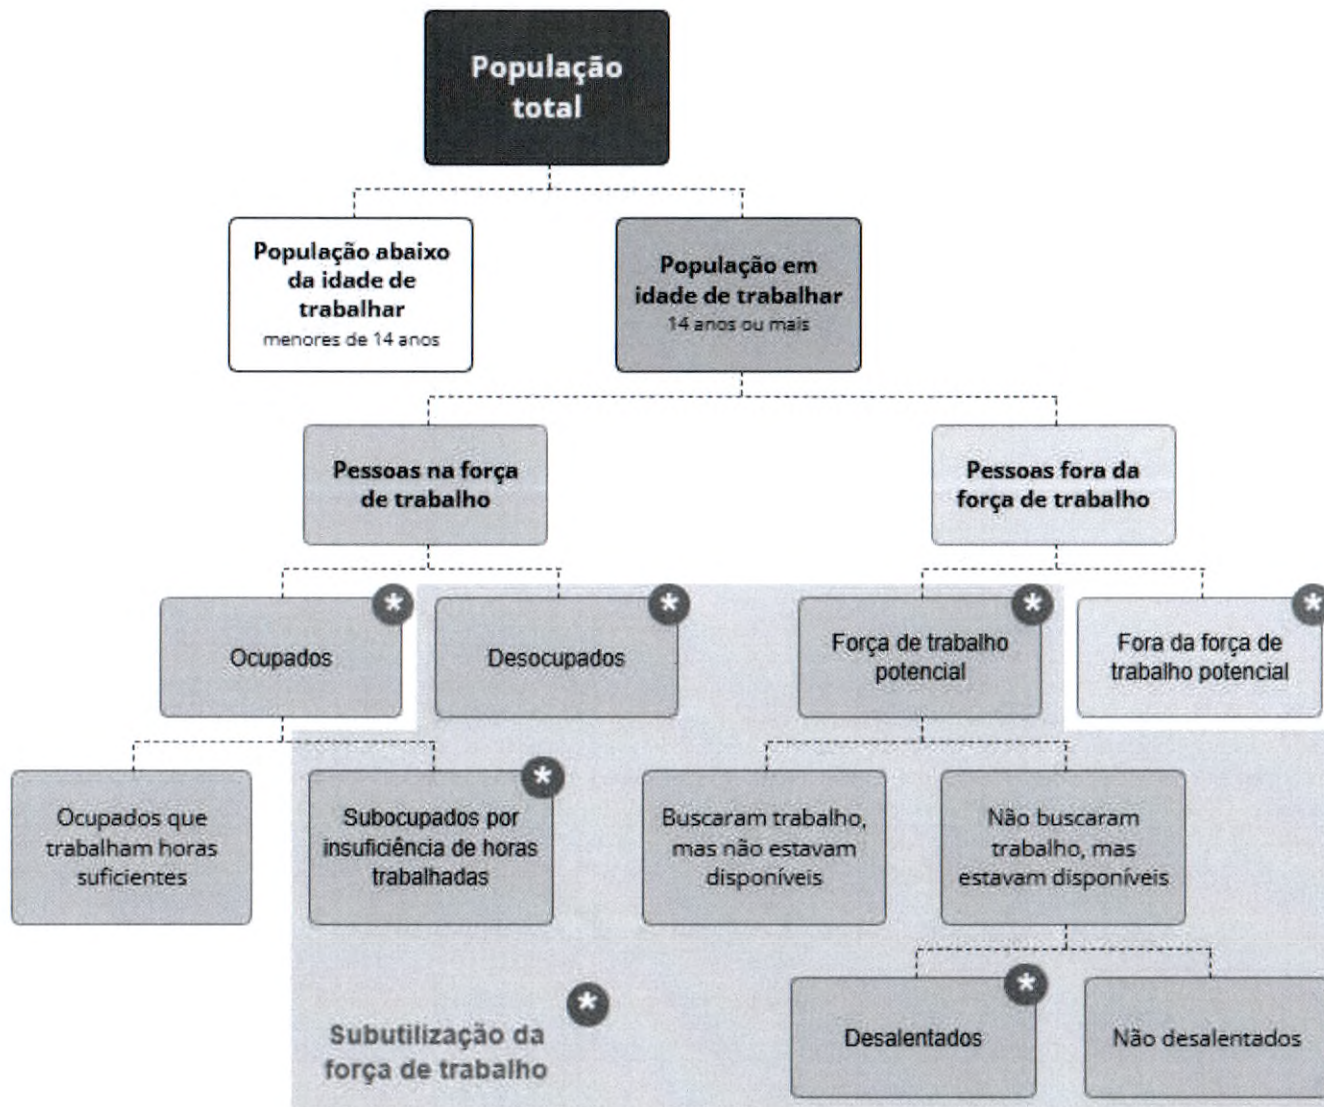 População
total
População abaixo
da idade de
trabalhar
menores de 14 anos
População em
idade de trabalhar
14 anos ou mais
Pessoas na força
de trabalho
Pessoas fora da
força de trabalho
*
Ocupados
*
Desocupados
*
Força de trabalho
potencial
*
Fora da força de
trabalho potencial
Ocupados que
trabalham horas
suficientes
*
Subocupados por
insuficiência de horas
trabalhadas
Buscaram trabalho,
mas não estavam
disponíveis
Não buscaram
trabalho, mas
estavam disponíveis
*
Subutilização da
força de trabalho
*
Desalentados
Não desalentados